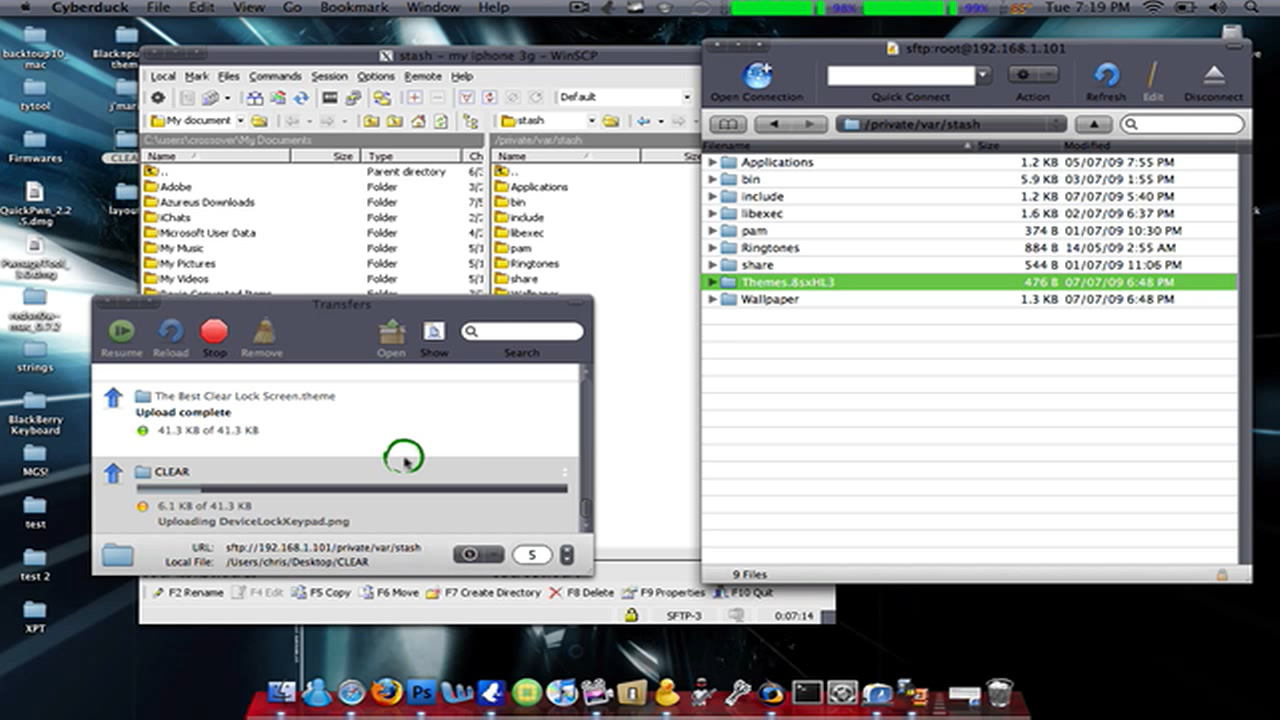 Cyberduck File Edit View Go Bookmark Window Help 98% 99% 65° Tue 7:19 PM
backtoup10_mac
tytool
Firmwares
QuickPwn_2.2.5.dmg
strings
BlackBerry Keyboard
MGS!
test
test 2
XPT
stash - my iphone 3g - WinSCP
Local Mark Files Commands Session Options Remote Help
Default
My document
stash
C:\users\crossover\My Documents
/private/var/stash
Name Size Type
Name
.. Parent directory
Adobe Folder
Azureus Downloads Folder
iChats Folder
Microsoft User Data Folder
My Music Folder
My Pictures Folder
My Videos Folder
..
Applications
bin
include
libexec
pam
Ringtones
share
F2 Rename F4 Edit F5 Copy F6 Move F7 Create Directory F8 Delete F9 Properties F10 Quit
SFTP-3 0:07:14
Transfers
Resume Reload Stop Remove Open Show Search
The Best Clear Lock Screen.theme
Upload complete
41.3 KB of 41.3 KB
CLEAR
6.1 KB of 41.3 KB
Uploading DeviceLockKeypad.png
URL: sftp://192.168.1.101/private/var/stash
Local File: /Users/chris/Desktop/CLEAR
5
sftp:root@192.168.1.101
Open Connection Quick Connect Action Refresh Edit Disconnect
/private/var/stash
Filename Size Modified
Applications 1.2 KB 05/07/09 7:55 PM
bin 5.9 KB 03/07/09 1:55 PM
include 1.2 KB 07/07/09 5:40 PM
libexec 1.6 KB 02/07/09 6:37 PM
pam 374 B 01/07/09 10:30 PM
Ringtones 884 B 14/05/09 2:55 AM
share 544 B 01/07/09 11:06 PM
Themes.8sxHL3 476 B 07/07/09 6:48 PM
Wallpaper 1.3 KB 07/07/09 6:48 PM
9 Files